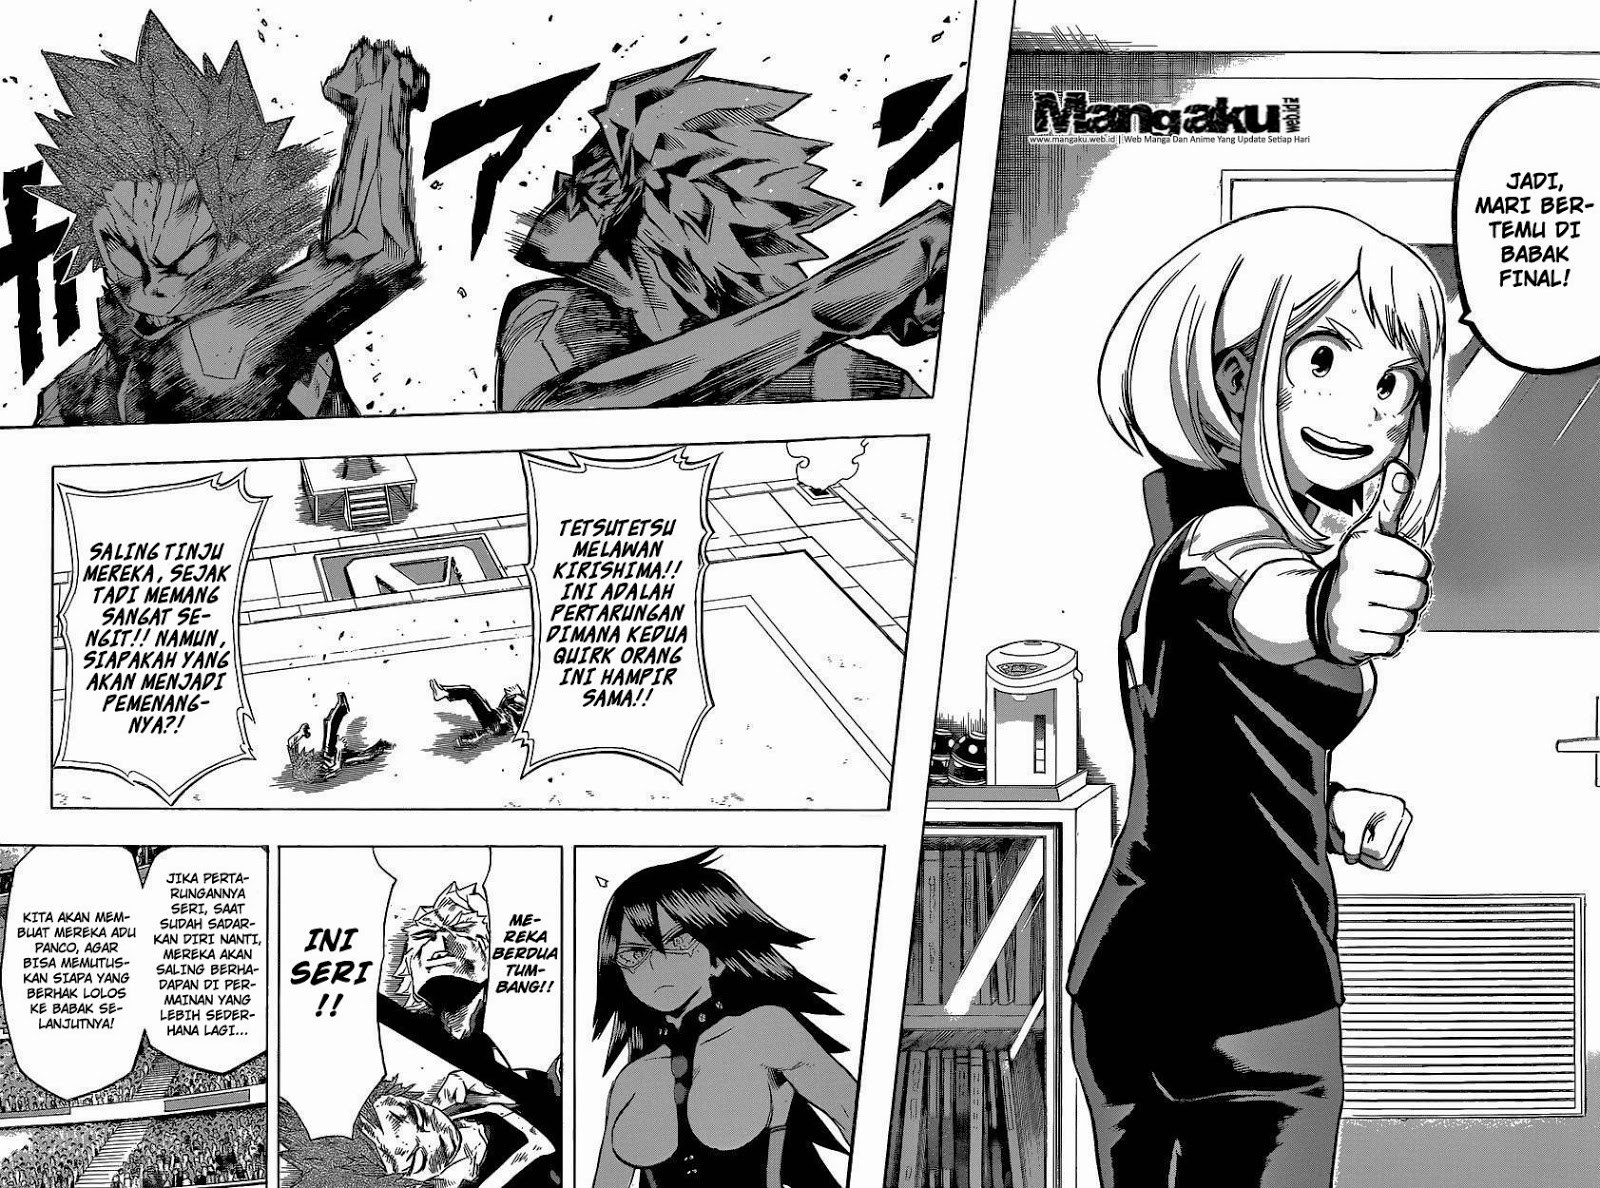 Mangaku
web.id
www.mangaku.web.id || Web Manga Dan Anime Yang Update Setiap Hari
JADI,
MARI BER-
TEMU DI
BABAK
FINAL!
TETSUTETSU
MELAWAN
KIRISHIMA!!
INI ADALAH
PERTARUNGAN
DIMANA KEDUA
QUIRK ORANG
INI HAMPIR
SAMA!!
SALING TINJU
MEREKA, SEJAK
TADI MEMANG
SANGAT SE-
NGIT!! NAMUN,
SIAPAKAH YANG
AKAN MENJADI
PEMENANG-
NYA?!
ME-
REKA
BERDUA
TUM-
BANG!!
INI
SERI
!!
JIKA PERTA-
RUNGANNYA
SERI, SAAT
SUDAH SADAR-
KAN DIRI NANTI,
MEREKA AKAN
SALING BERHA-
DAPAN DI PER-
MAINAN YANG
LEBIH SEDER-
HANA LAGI...
KITA AKAN MEM-
BUAT MEREKA ADU
PANCO, AGAR
BISA MEMUTUS-
KAN SIAPA YANG
BERHAK LOLOS
KE BABAK SE-
LANJUTNYA!